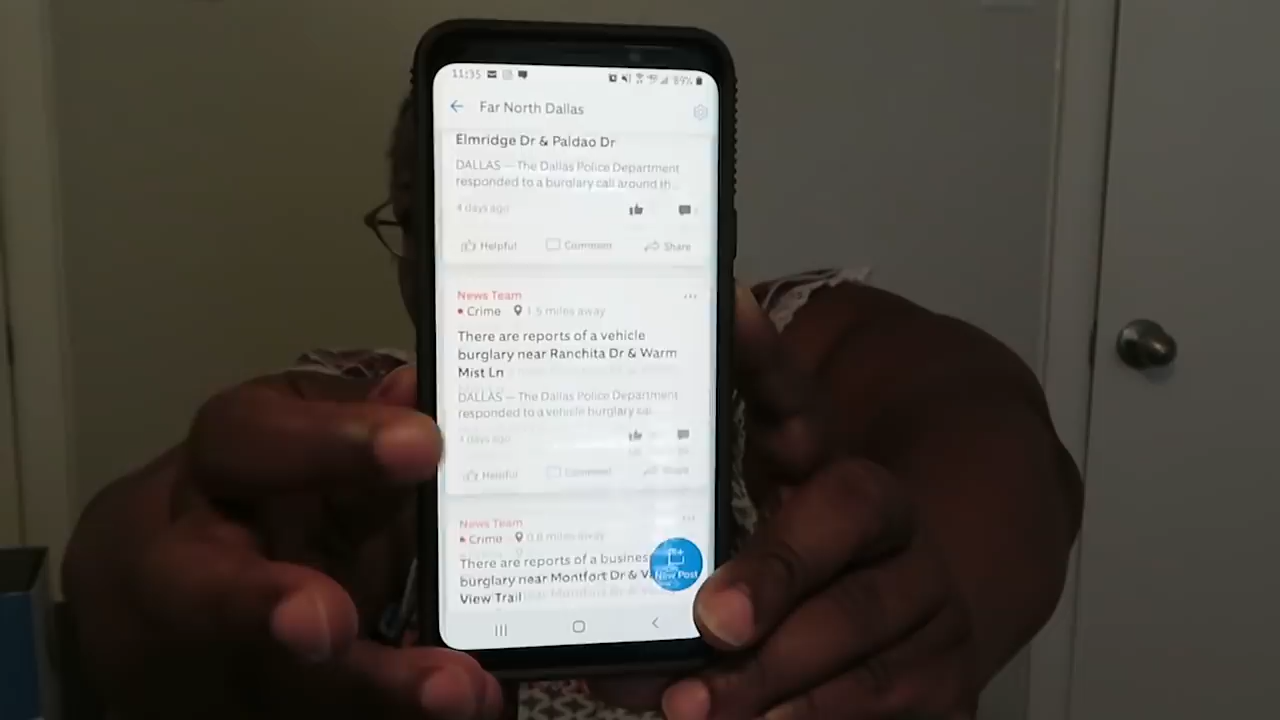 11:35
89%
Far North Dallas
Elmridge Dr & Paldao Dr
DALLAS — The Dallas Police Department
responded to a burglary call around th...
4 days ago
Helpful Comment Share
News Team
Crime 1.5 miles away
There are reports of a vehicle
burglary near Ranchita Dr & Warm
Mist Ln
DALLAS — The Dallas Police Department
responded to a vehicle burglary cal
days ago
Helpful Comment Share
News Team
Crime 0.8 miles away
There are reports of a busines
burglary near Montfort Dr & V
View Trail
New Post